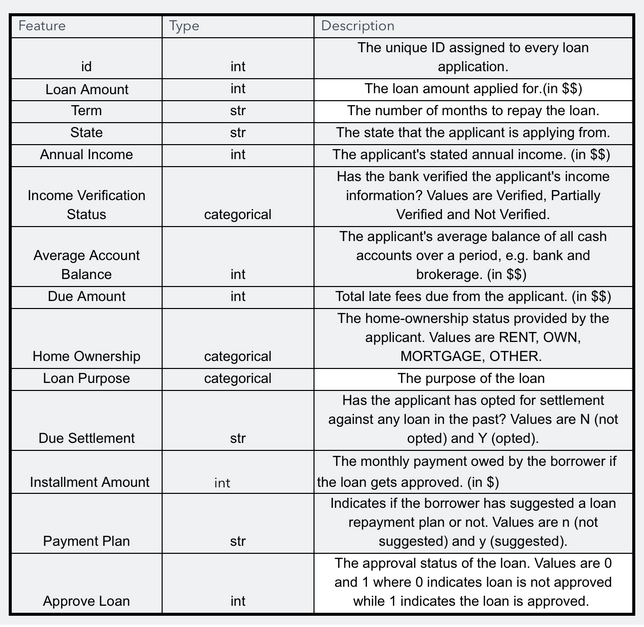 Feature Type Description
The unique ID assigned to every loan
id int application.
Loan Amount int The loan amount applied for.(in $$)
Term str The number of months to repay the loan.
State str The state that the applicant is applying from.
Annual Income int The applicant's stated annual income. (in $$)
Has the bank verified the applicant's income
Income Verification information? Values are Verified, Partially
Status categorical Verified and Not Verified.
The applicant's average balance of all cash
Average Account accounts over a period, e.g. bank and
Balance int brokerage. (in $$)
Due Amount int Total late fees due from the applicant. (in $$)
The home-ownership status provided by the
applicant. Values are RENT, OWN,
Home Ownership categorical MORTGAGE, OTHER.
Loan Purpose categorical The purpose of the loan
Has the applicant has opted for settlement
against any loan in the past? Values are N (not
Due Settlement str opted) and Y (opted).
The monthly payment owed by the borrower if
Installment Amount int the loan gets approved. (in $)
Indicates if the borrower has suggested a loan
repayment plan or not. Values are n (not
Payment Plan str suggested) and y (suggested).
The approval status of the loan. Values are 0
and 1 where 0 indicates loan is not approved
Approve Loan int while 1 indicates the loan is approved.